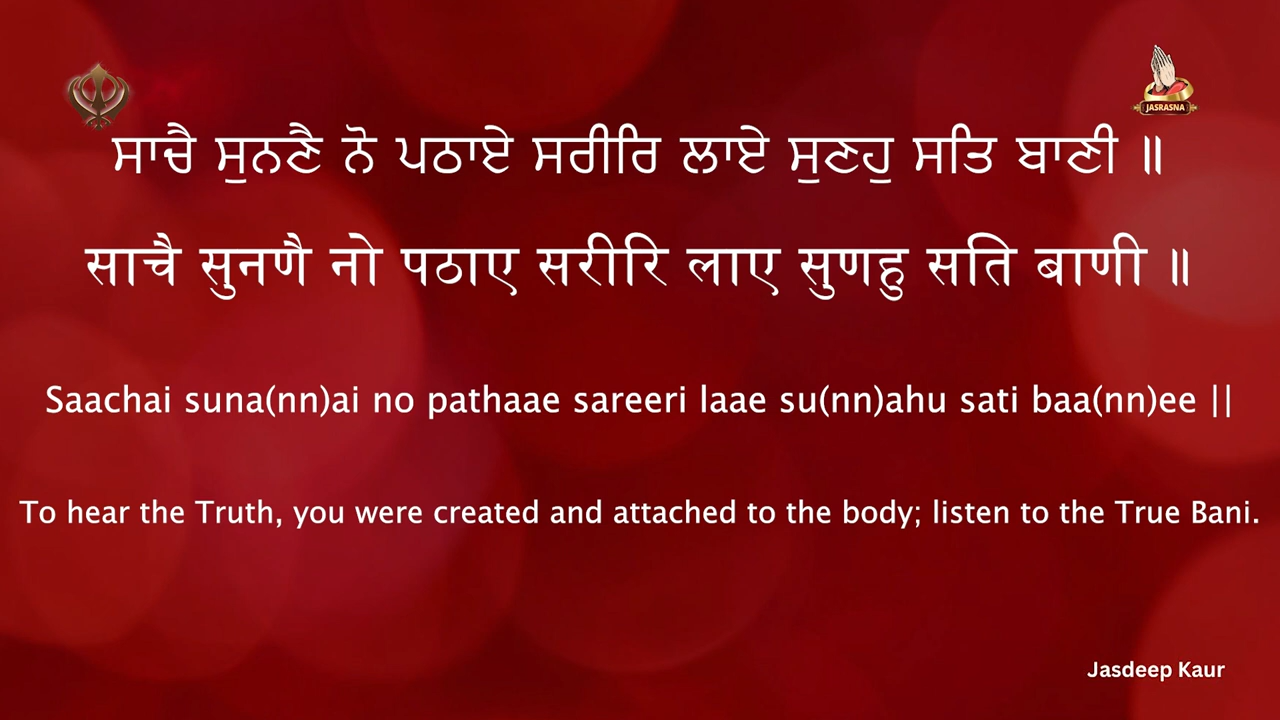 JASRASNA
ਸਾਚੈ ਸੁਨਣੈ ਨੋ ਪਠਾਏ ਸਰੀਰਿ ਲਾਏ ਸੁਣਹੁ ਸਤਿ ਬਾਣੀ ॥
साचै सुनणै नो पठाए सरीरि लाए सुणहु सति बाणी ॥
Saachai suna(nn)ai no pathaae sareeri laae su(nn)ahu sati baa(nn)ee ||
To hear the Truth, you were created and attached to the body; listen to the True Bani.
Jasdeep Kaur